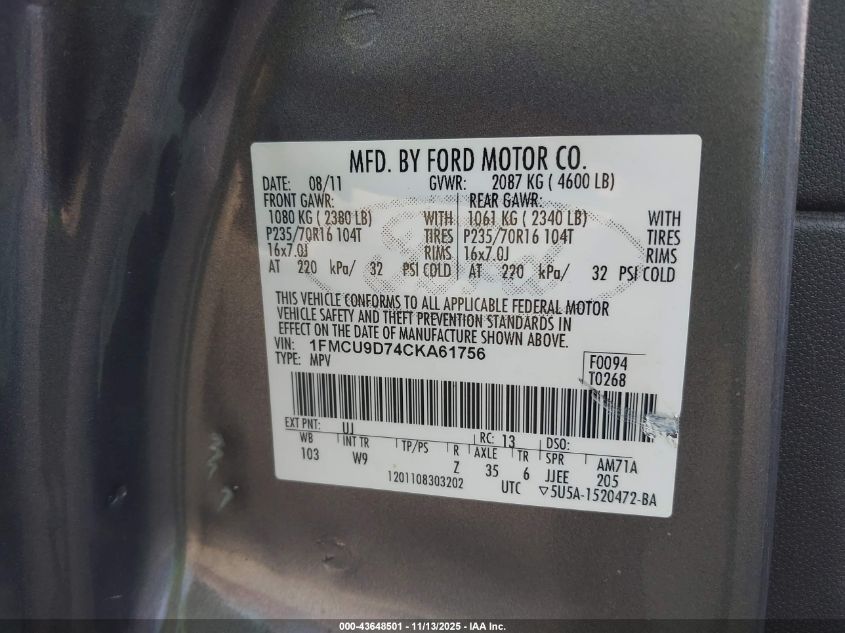 MFD. BY FORD MOTOR CO.
DATE: 08/11 GVWR: 2087 KG ( 4600 LB)
FRONT GAWR: REAR GAWR:
1080 KG ( 2380 LB) WITH 1061 KG ( 2340 LB) WITH
P235/70R16 104T TIRES P235/70R16 104T TIRES
16x7.0J RIMS 16x7.0J RIMS
AT 220 kPa/ 32 PSI COLD AT 220 kPa/ 32 PSI COLD
THIS VEHICLE CONFORMS TO ALL APPLICABLE FEDERAL MOTOR
VEHICLE SAFETY AND THEFT PREVENTION STANDARDS IN
EFFECT ON THE DATE OF MANUFACTURE SHOWN ABOVE.
VIN: 1FMCU9D74CKA61756
TYPE: MPV
F0094
T0268
EXT PNT: UJ RC: 13 DSO:
WB INT TR TP/PS R AXLE TR SPR AM71A
103 W9 Z 35 6 JJEE 205
1201108303202 UTC ▽5U5A-1520472-BA
000-43648501 | 11/13/2025 - IAA Inc.